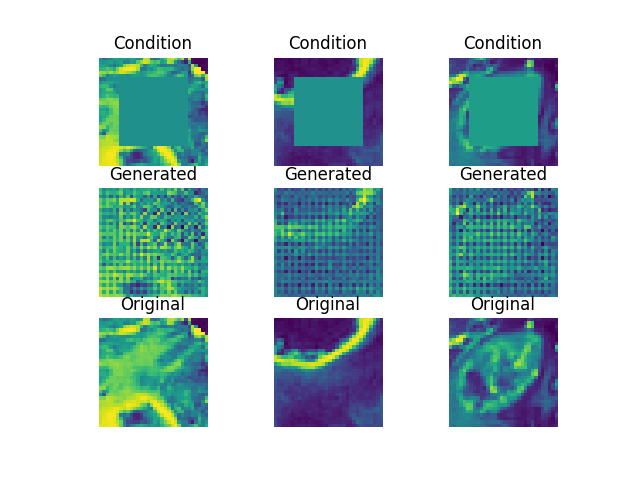 Condition Condition Condition
Generated Generated Generated
Original Original Original